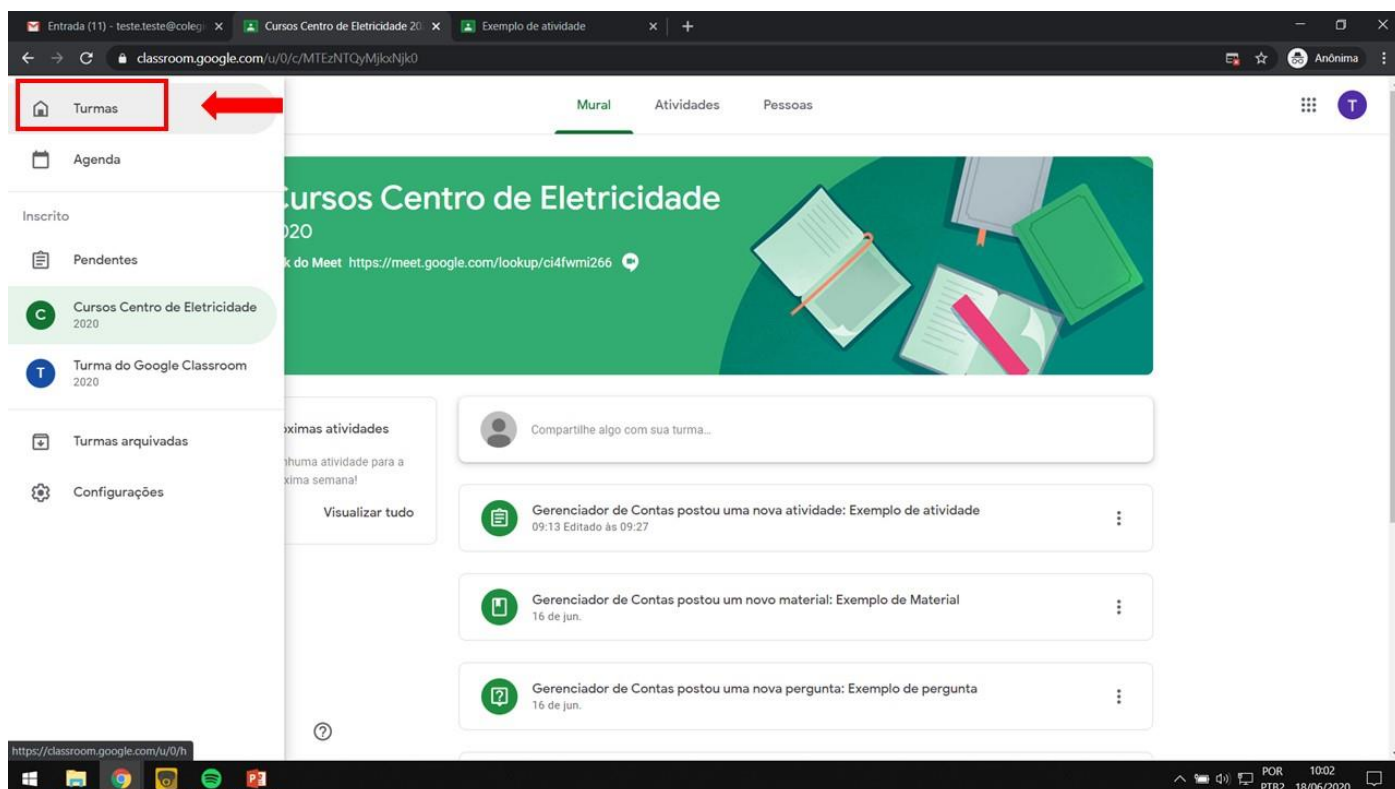 Entrada (11) - teste.teste@colegi
Cursos Centro de Eletricidade 20
Exemplo de atividade
classroom.google.com/u/0/c/MTEzNTQyMjkxNjk0
Anônima
Turmas
Mural
Atividades
Pessoas
T
Agenda
Inscrito
Pendentes
C
Cursos Centro de Eletricidade
2020
T
Turma do Google Classroom
2020
Turmas arquivadas
Configurações
ursos Centro de Eletricidade
020
k do Meet https://meet.google.com/lookup/ci4fwmi266
óximas atividades
nhuma atividade para a
óxima semana!
Visualizar tudo
Compartilhe algo com sua turma...
Gerenciador de Contas postou uma nova atividade: Exemplo de atividade
09:13 Editado às 09:27
Gerenciador de Contas postou um novo material: Exemplo de Material
16 de jun.
Gerenciador de Contas postou uma nova pergunta: Exemplo de pergunta
16 de jun.
https://classroom.google.com/u/0/h
POR
PTB2
10:02
18/06/2020